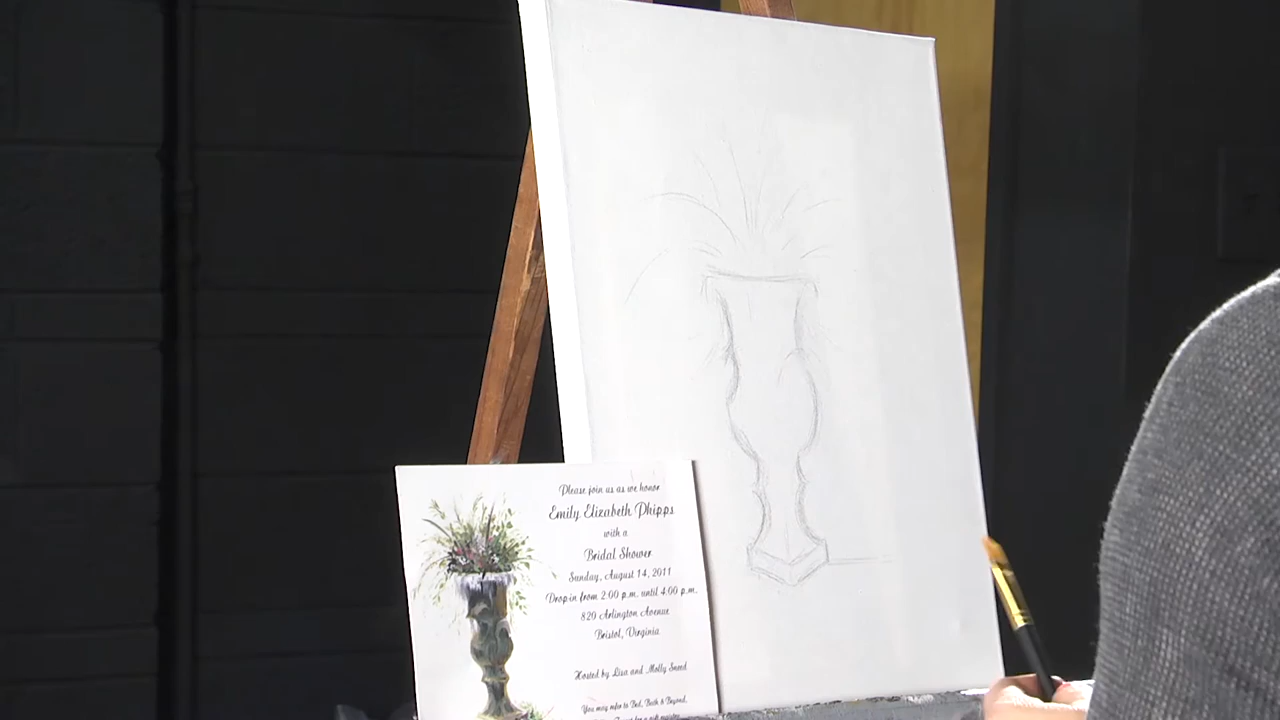 Please join us as we honor
Emily Elizabeth Phipps
with a
Bridal Shower
Sunday, August 14, 2011
Drop in from 2:00 p.m. until 4:00 p.m.
820 Arlington Avenue
Bristol, Virginia
Hosted by Lisa and Molly Sneed
You may refer to Bed, Bath & Beyond,